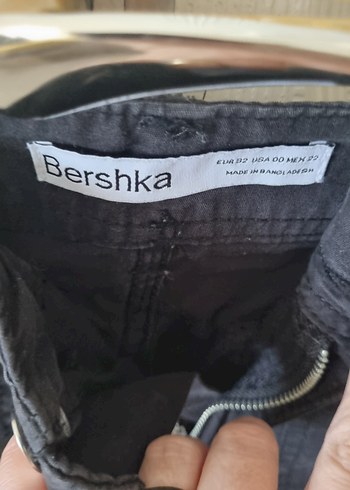 Bershka
EUR 32 USA 00 MEX 22
MADE IN BANGLADESH